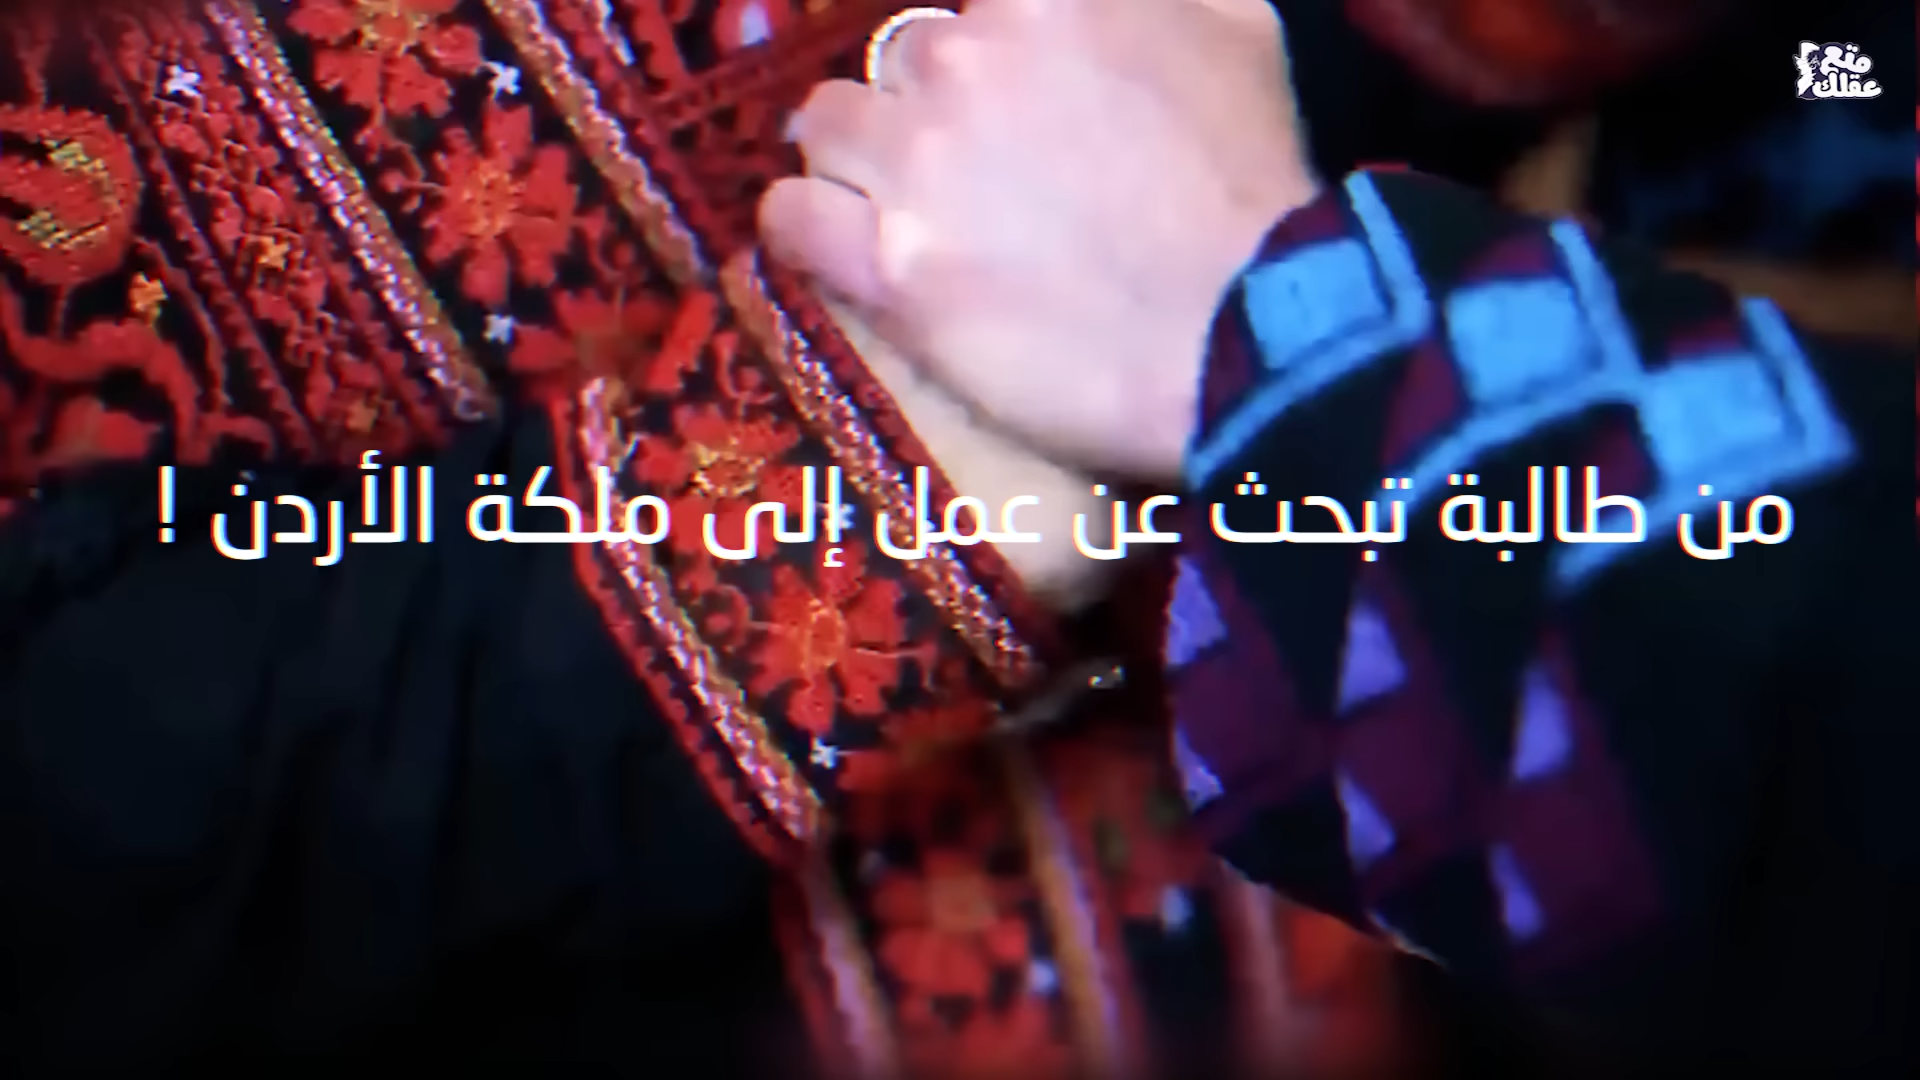 متع
عقلك
من طالبة تبحث عن عمل إلى ملكة الأردن !